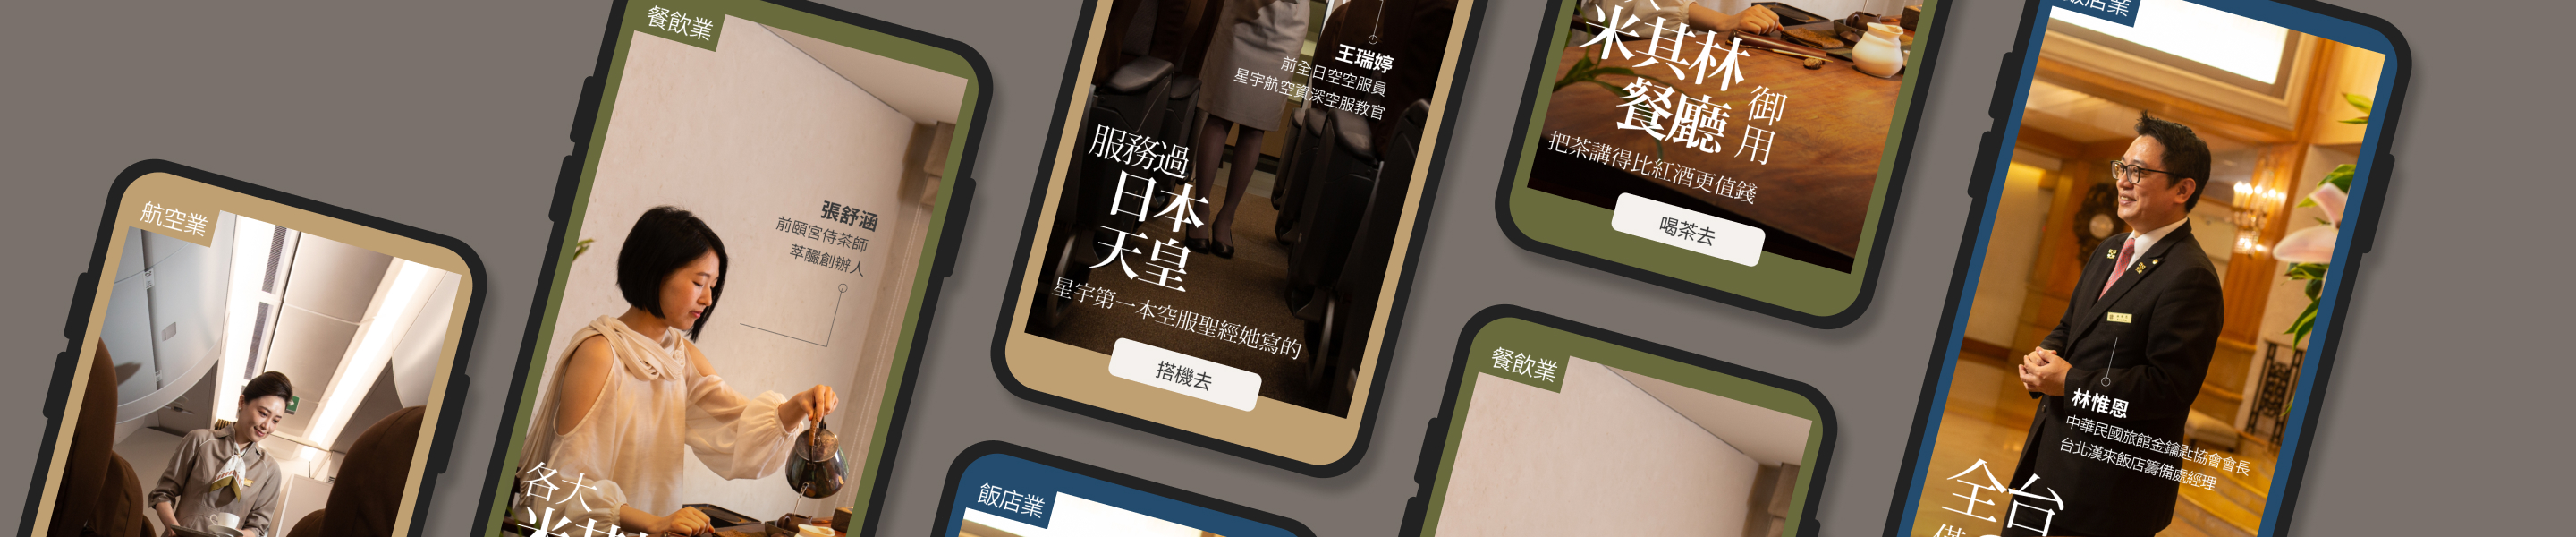 航空業
餐飲業
張舒涵
前頤宮侍茶師
萃釅創辦人
各大
王瑞婷
前全日空空服員
星宇航空資深空服教官
服務過
日本
天皇
星宇第一本空服聖經她寫的
搭機去
飯店業
米其林
餐廳
御用
把茶講得比紅酒更值錢
喝茶去
餐飲業
飯店業
林惟恩
中華民國旅館金鑰匙協會會長
台北漢來飯店籌備處經理
全台